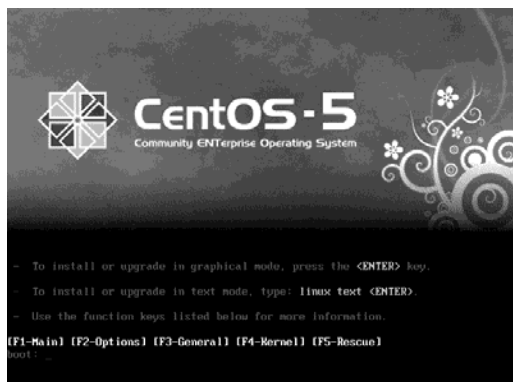 CentOS-5
Community ENTerprise Operating System
- To install or upgrade in graphical mode, press the <ENTER> key.
- To install or upgrade in text mode, type: linux text <ENTER>.
- Use the function keys listed below for more information.
[F1-Main] [F2-Options] [F3-General] [F4-Kernel] [F5-Rescue]
boot: _